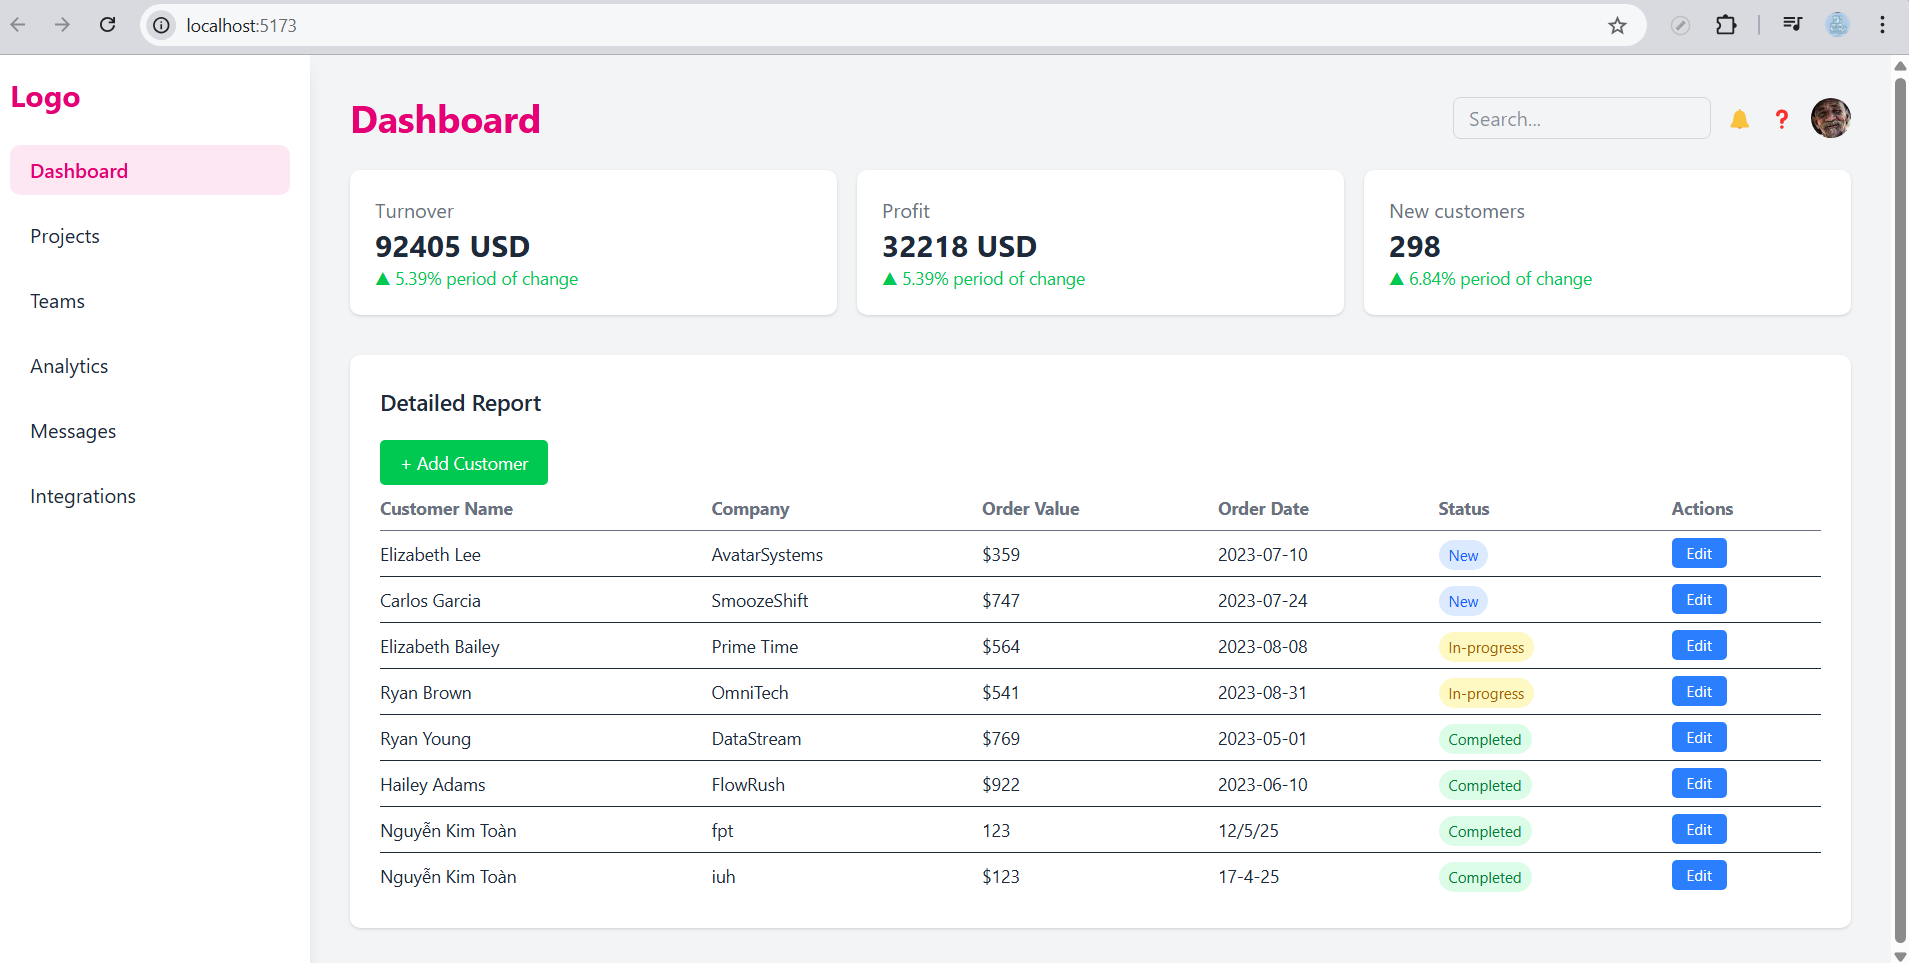 localhost:5173
Logo
Dashboard
Projects
Teams
Analytics
Messages
Integrations
Dashboard
Search...
Turnover
92405 USD
▲ 5.39% period of change
Profit
32218 USD
▲ 5.39% period of change
New customers
298
▲ 6.84% period of change
Detailed Report
+ Add Customer
Customer Name Company Order Value Order Date Status Actions
Elizabeth Lee AvatarSystems $359 2023-07-10 New Edit
Carlos Garcia SmoozeShift $747 2023-07-24 New Edit
Elizabeth Bailey Prime Time $564 2023-08-08 In-progress Edit
Ryan Brown OmniTech $541 2023-08-31 In-progress Edit
Ryan Young DataStream $769 2023-05-01 Completed Edit
Hailey Adams FlowRush $922 2023-06-10 Completed Edit
Nguyễn Kim Toàn fpt 123 12/5/25 Completed Edit
Nguyễn Kim Toàn iuh $123 17-4-25 Completed Edit